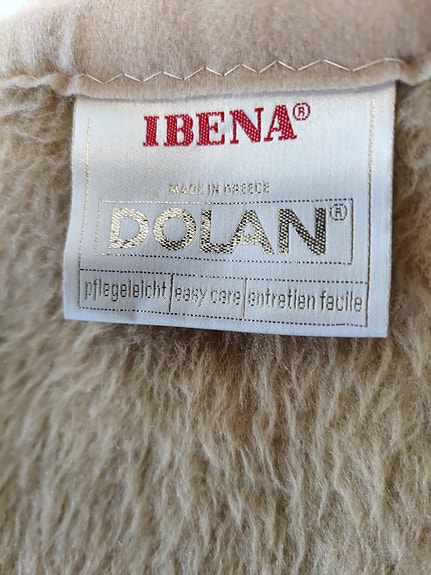 IBENA®
MADE IN GREECE
DOLAN®
pflegeleicht easy care entretien facile